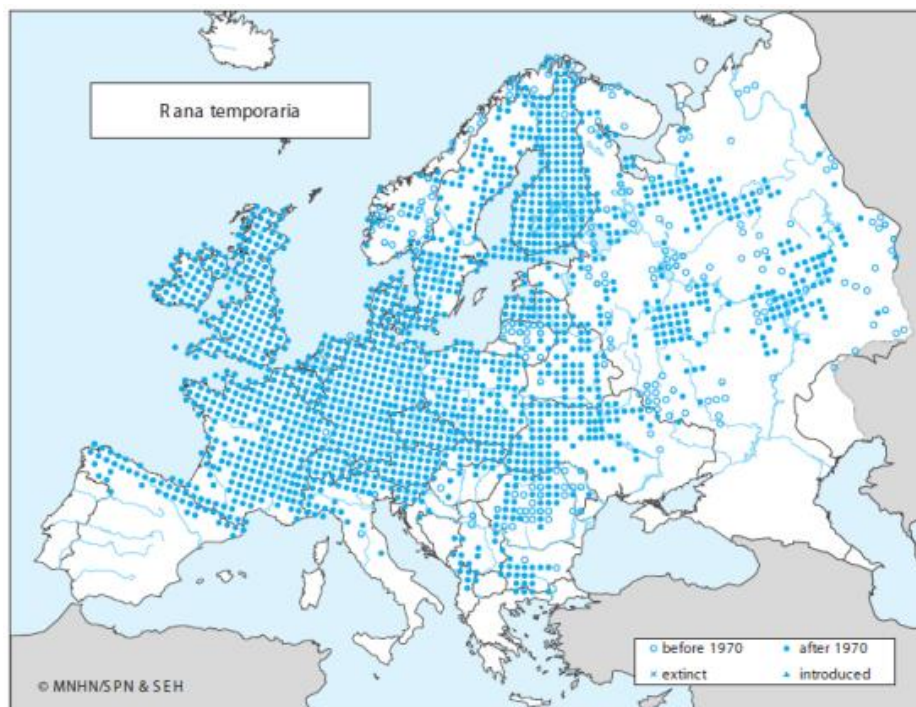 Rana temporaria
before 1970
after 1970
extinct
introduced
© MNHN/SPN & SEH